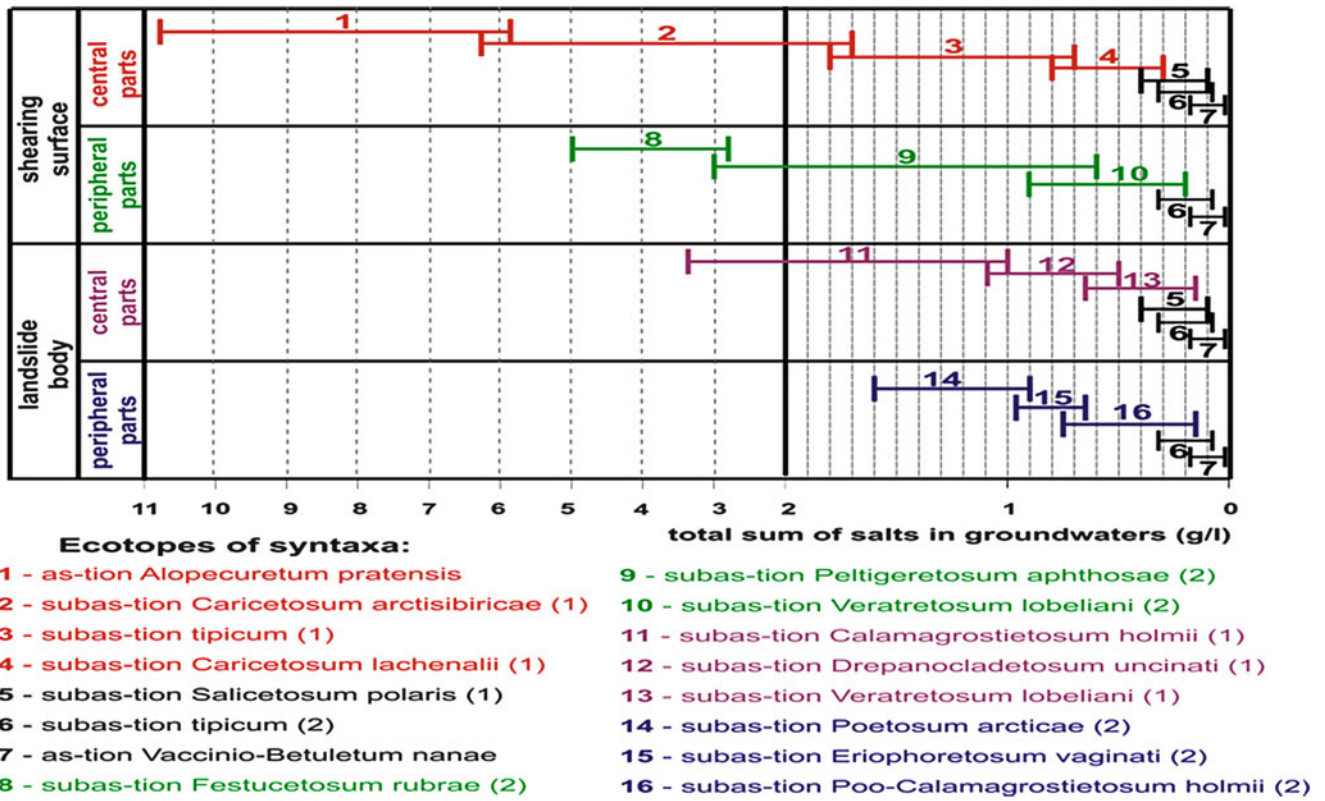 shearing surface
central parts
1
2
3
4
5
6
7
peripheral parts
8
9
10
6
7
landslide body
central parts
11
12
13
5
6
7
peripheral parts
14
15
16
6
7
11 10 9 8 7 6 5 4 3 2 1 0
total sum of salts in groundwaters (g/l)
Ecotopes of syntaxa:
1 - as-tion Alopecuretum pratensis
2 - subas-tion Caricetosum arctisibiricae (1)
3 - subas-tion tipicum (1)
4 - subas-tion Caricetosum lachenalii (1)
5 - subas-tion Salicetosum polaris (1)
6 - subas-tion tipicum (2)
7 - as-tion Vaccinio-Betuletum nanae
8 - subas-tion Festucetosum rubrae (2)
9 - subas-tion Peltigeretosum aphthosae (2)
10 - subas-tion Veratretosum lobeliani (2)
11 - subas-tion Calamagrostietosum holmii (1)
12 - subas-tion Drepanocladetosum uncinati (1)
13 - subas-tion Veratretosum lobeliani (1)
14 - subas-tion Poetosum arcticae (2)
15 - subas-tion Eriophoretosum vaginati (2)
16 - subas-tion Poo-Calamagrostietosum holmii (2)